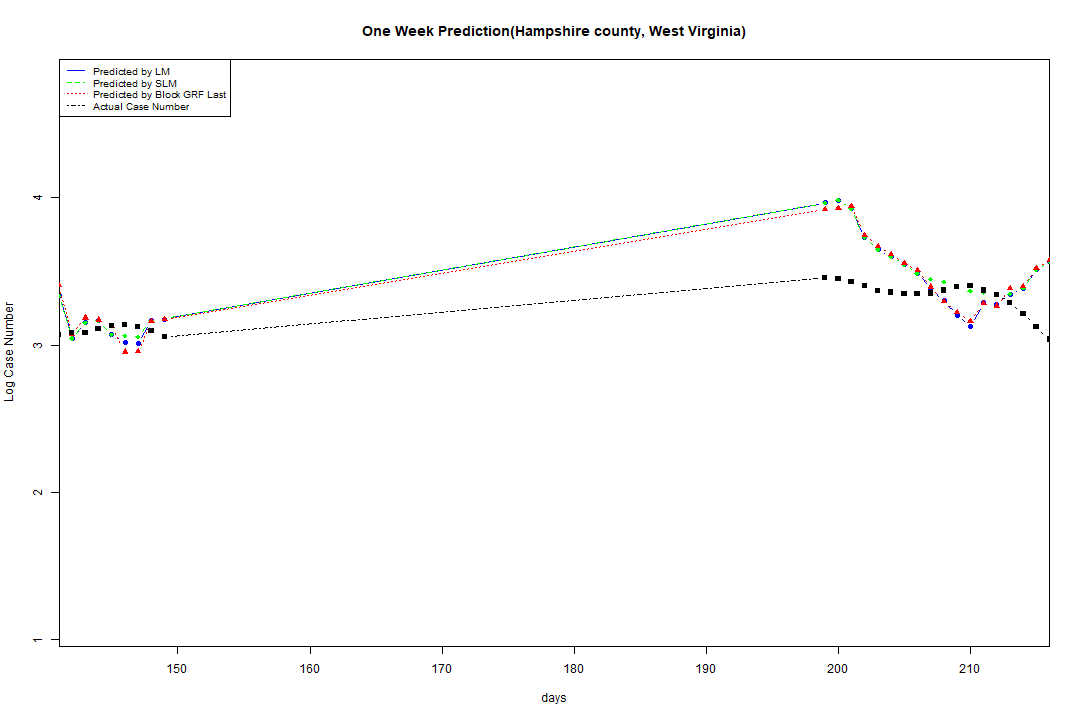 One Week Prediction(Hampshire county, West Virginia)
Predicted by LM
Predicted by SLM
Predicted by Block GRF Last
Actual Case Number
Log Case Number
4
3
2
1
150
160
170
180
190
200
210
days